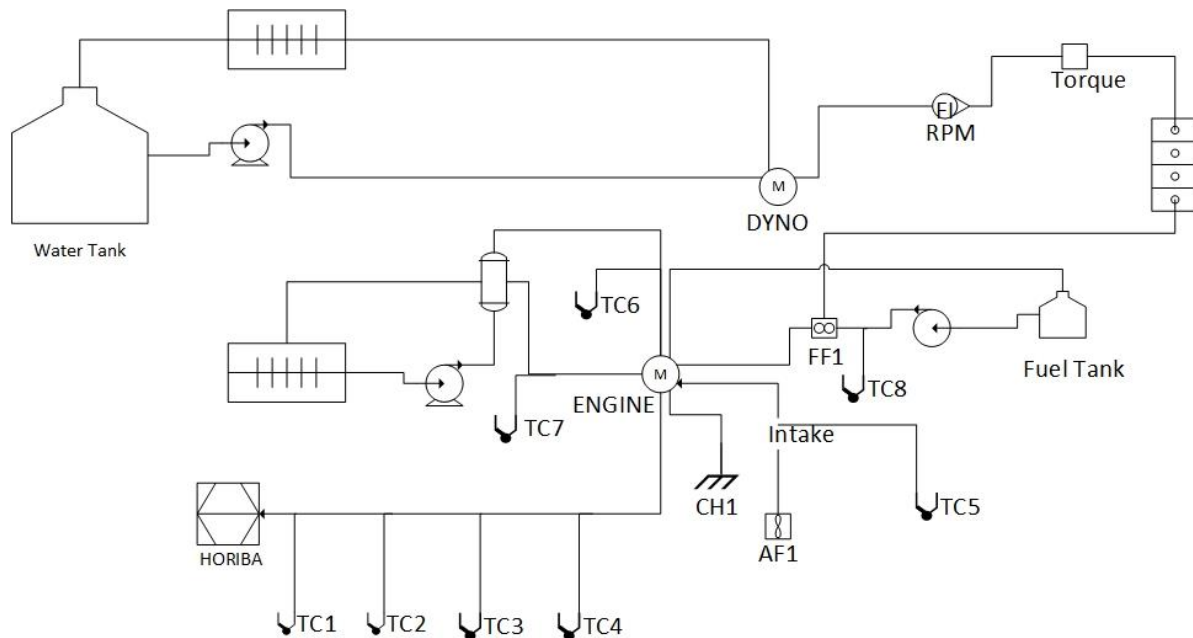 Torque
FI
RPM
M
DYNO
Water Tank
TC6
FF1
Fuel Tank
M
ENGINE
TC8
TC7
Intake
CH1
TC5
AF1
HORIBA
TC1
TC2
TC3
TC4